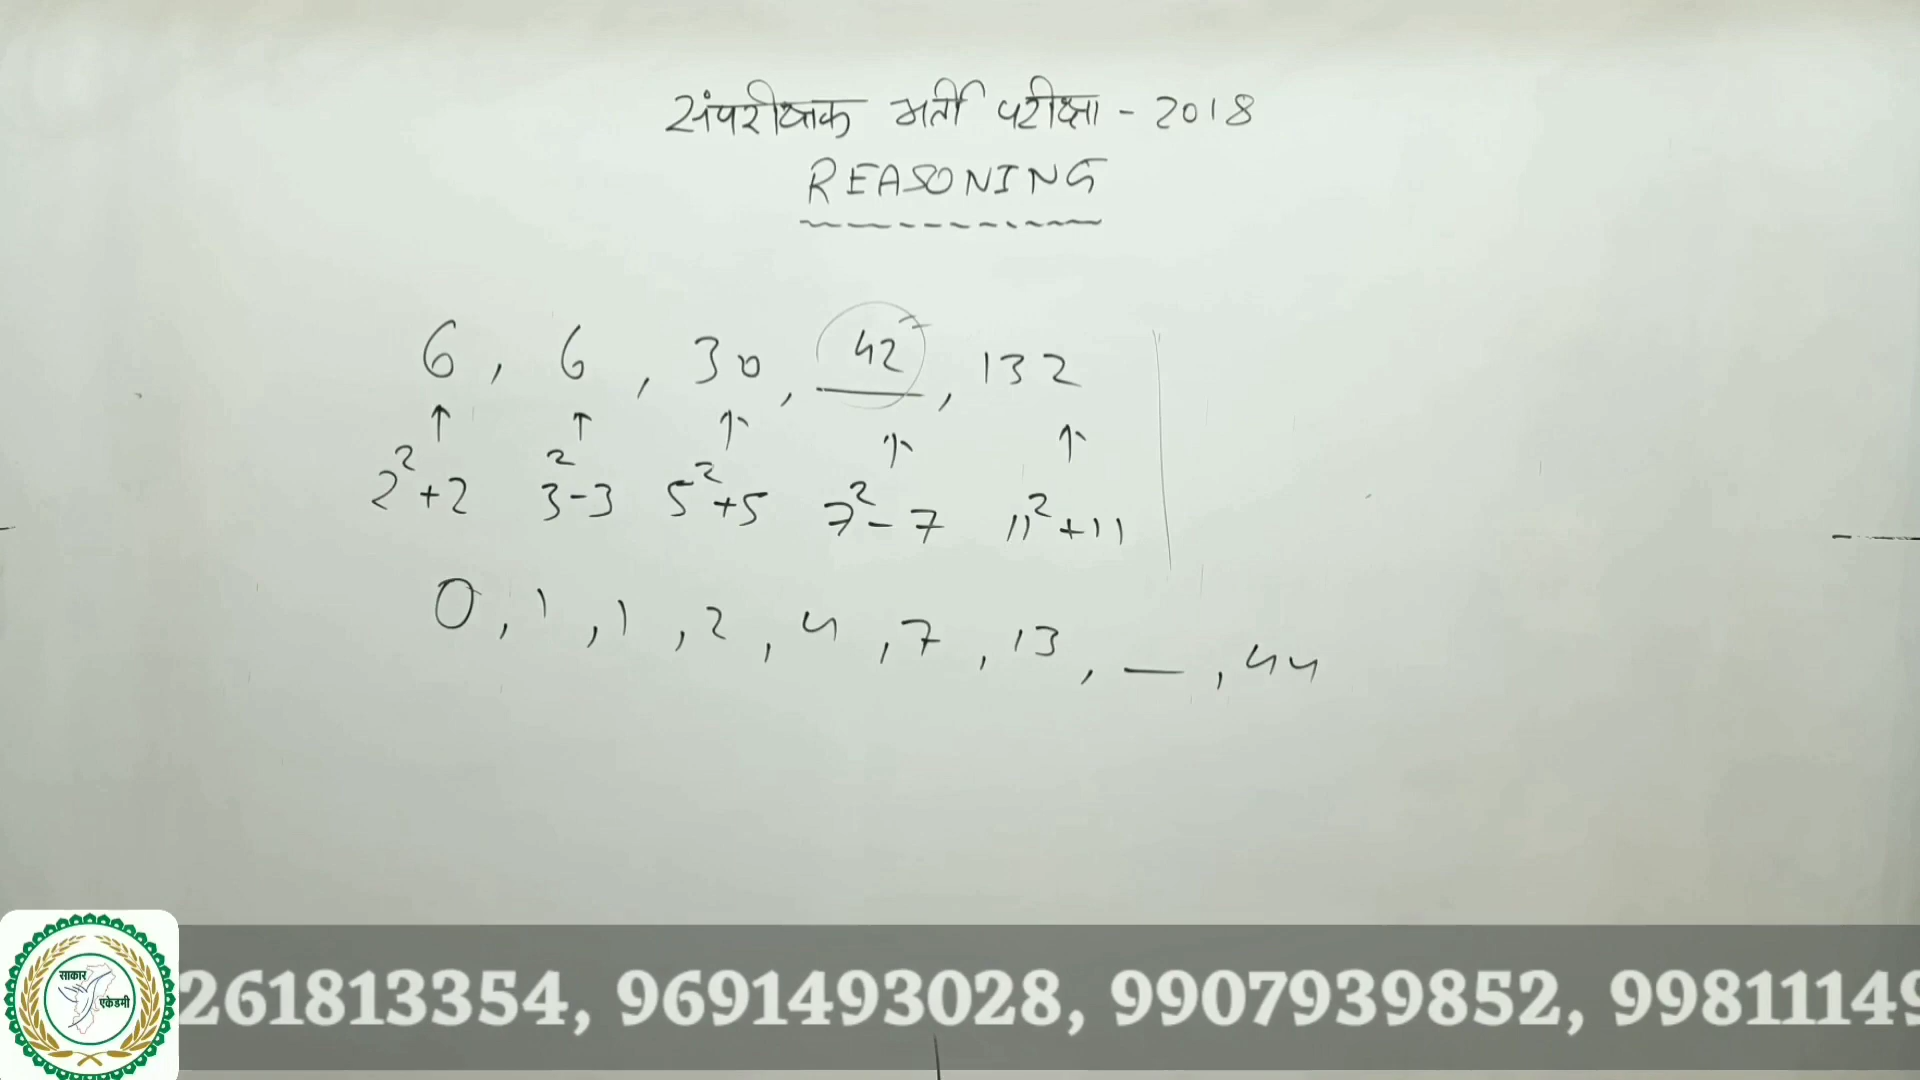 संपरीक्षक भर्ती परीक्षा - 2018
REASONING
6, 6, 30, 42, 132
↑ ↑ ↑ ↑ ↑
2²+2 3²-3 5²+5 7²-7 11²+11
0, 1, 1, 2, 4, 7, 13, _, 44
साकार
एकेडमी
261813354, 9691493028, 9907939852, 99811149